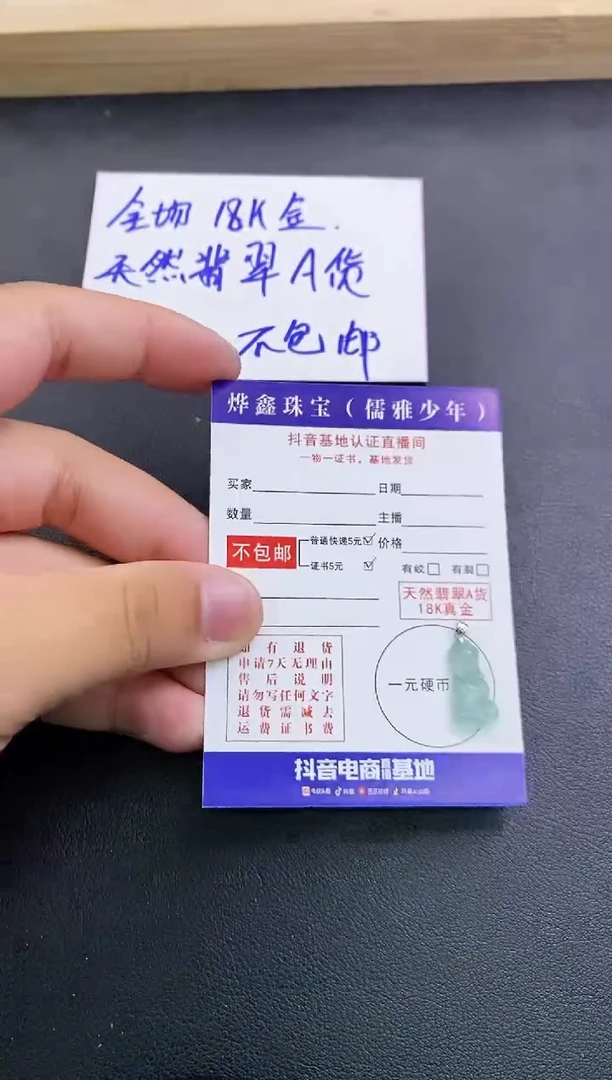 全场 18K金.
天然翡翠A货
不包邮
烨鑫珠宝（儒雅少年）
抖音基地认证直播间
一物一证书，基地发货
买家 日期
数量 主播
不包邮 普通快递5元 价格
证书5元 有纹 有裂
天然翡翠A货
18K真金
有退货
申请7天无理由
售后说明
请勿写任何文字
退货需减去
运费证书费
一元硬币
抖音电商直播基地